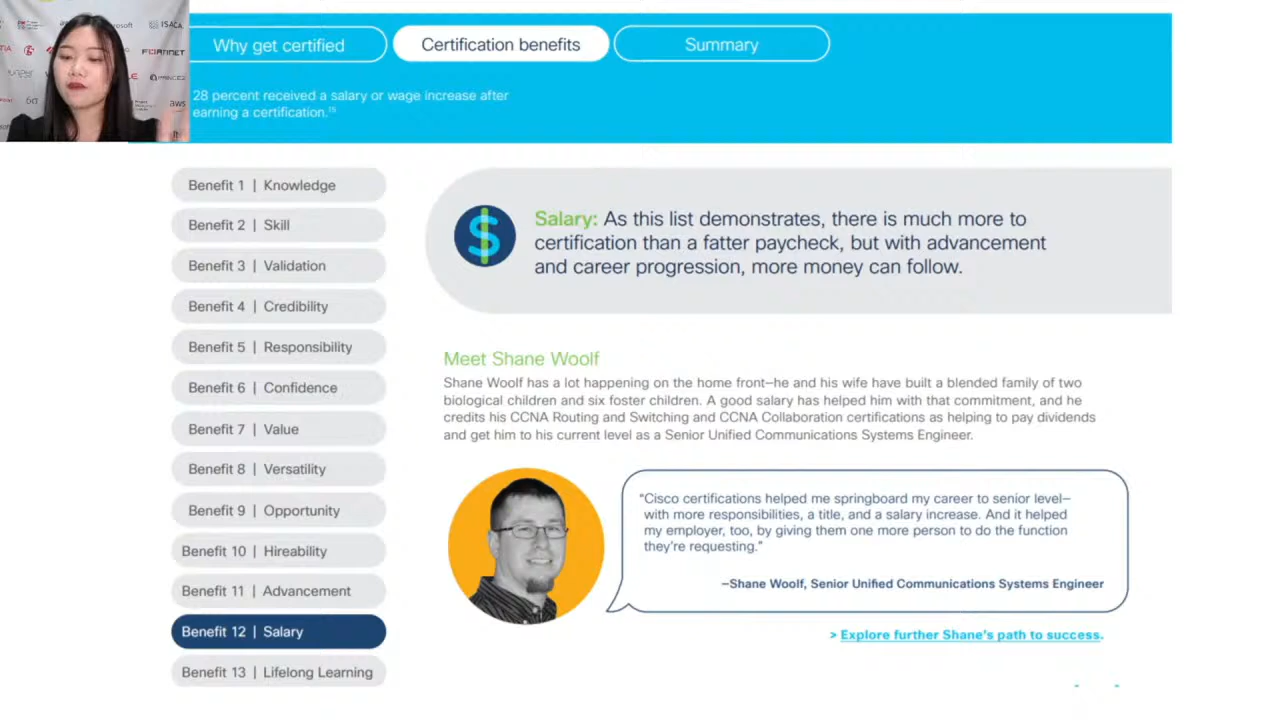 ISACA
FORTINET
PRINCE2
aws
Why get certified
Certification benefits
Summary
28 percent received a salary or wage increase after
earning a certification.
Benefit 1 | Knowledge
Benefit 2 | Skill
Benefit 3 | Validation
Benefit 4 | Credibility
Benefit 5 | Responsibility
Benefit 6 | Confidence
Benefit 7 | Value
Benefit 8 | Versatility
Benefit 9 | Opportunity
Benefit 10 | Hireability
Benefit 11 | Advancement
Benefit 12 | Salary
Benefit 13 | Lifelong Learning
Salary: As this list demonstrates, there is much more to
certification than a fatter paycheck, but with advancement
and career progression, more money can follow.
Meet Shane Woolf
Shane Woolf has a lot happening on the home front—he and his wife have built a blended family of two
biological children and six foster children. A good salary has helped him with that commitment, and he
credits his CCNA Routing and Switching and CCNA Collaboration certifications as helping to pay dividends
and get him to his current level as a Senior Unified Communications Systems Engineer.
"Cisco certifications helped me springboard my career to senior level—
with more responsibilities, a title, and a salary increase. And it helped
my employer, too, by giving them one more person to do the function
they're requesting."
—Shane Woolf, Senior Unified Communications Systems Engineer
> Explore further Shane's path to success.